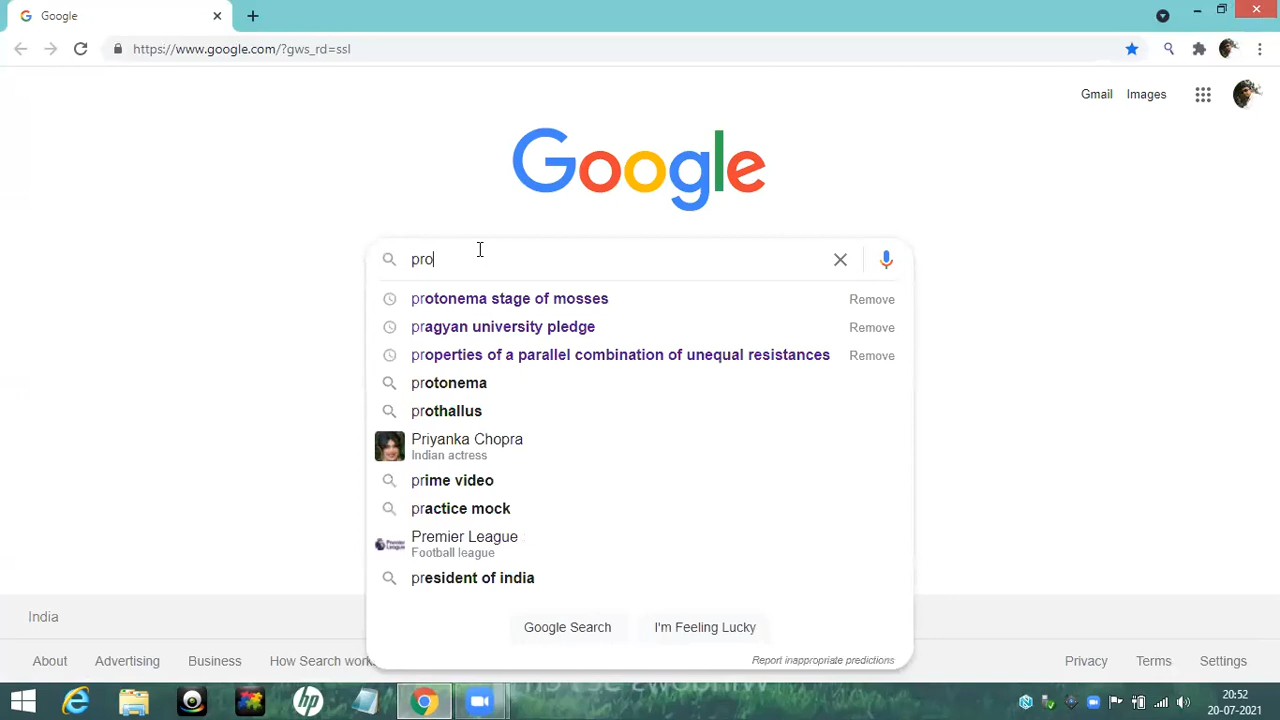 Google
https://www.google.com/?gws_rd=ssl
Gmail Images
Google
pro
protonema stage of mosses Remove
pragyan university pledge Remove
properties of a parallel combination of unequal resistances Remove
protonema
prothallus
Priyanka Chopra
Indian actress
prime video
practice mock
Premier League
Football league
president of india
Google Search I'm Feeling Lucky
Report inappropriate predictions
India
About Advertising Business How Search work Privacy Terms Settings
hp
20:52
20-07-2021